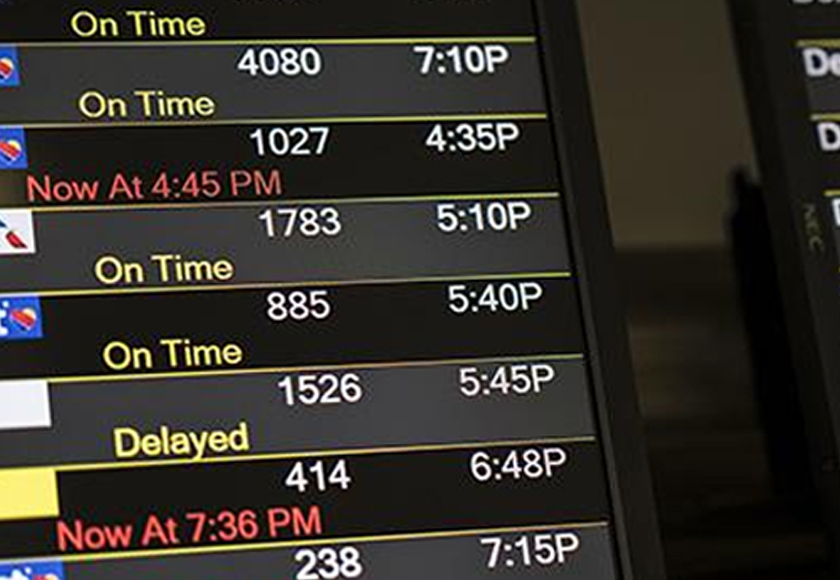 On Time
4080 7:10P
On Time
1027 4:35P
Now At 4:45 PM
1783 5:10P
On Time
885 5:40P
On Time
1526 5:45P
Delayed
414 6:48P
Now At 7:36 PM
238 7:15P
De
D
NEC